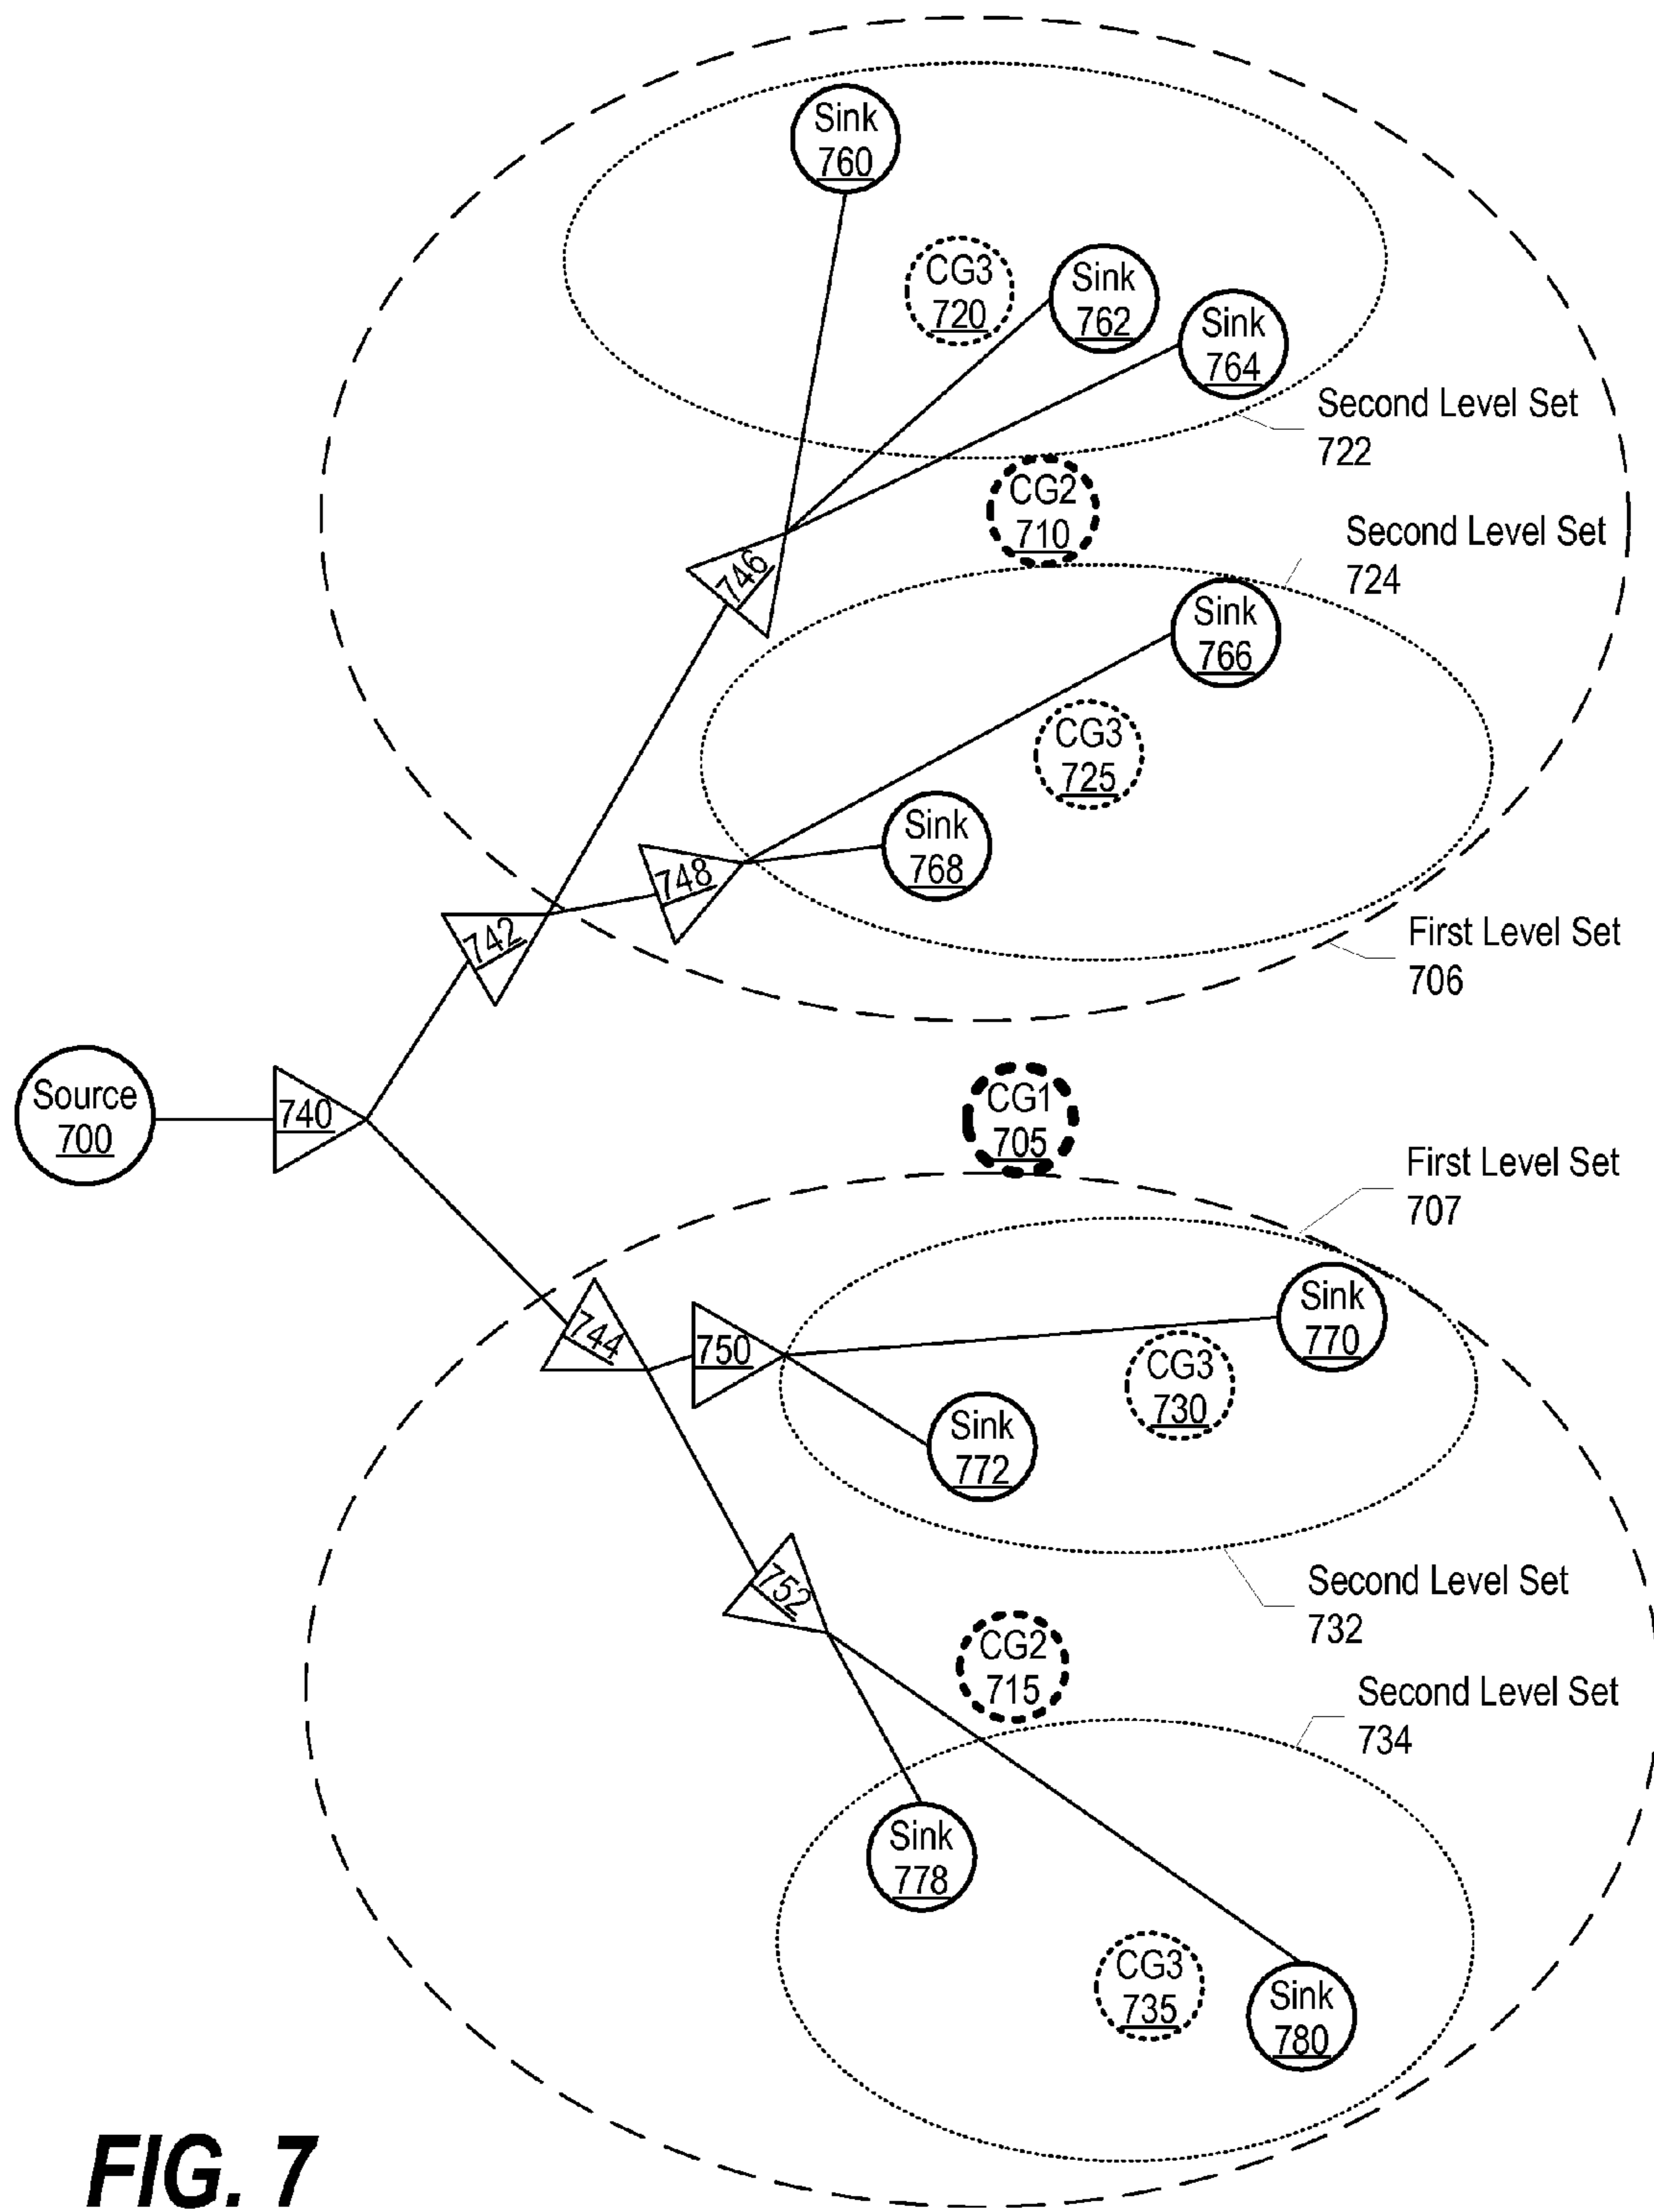 Sink
760
CG3
720
Sink
762
Sink
764
Second Level Set
722
CG2
710
Second Level Set
724
746
Sink
766
CG3
725
Sink
768
748
742
First Level Set
706
Source
700
740
CG1
705
First Level Set
707
744
750
Sink
770
CG3
730
Sink
772
752
Second Level Set
732
CG2
715
Second Level Set
734
Sink
778
CG3
735
Sink
780
FIG. 7